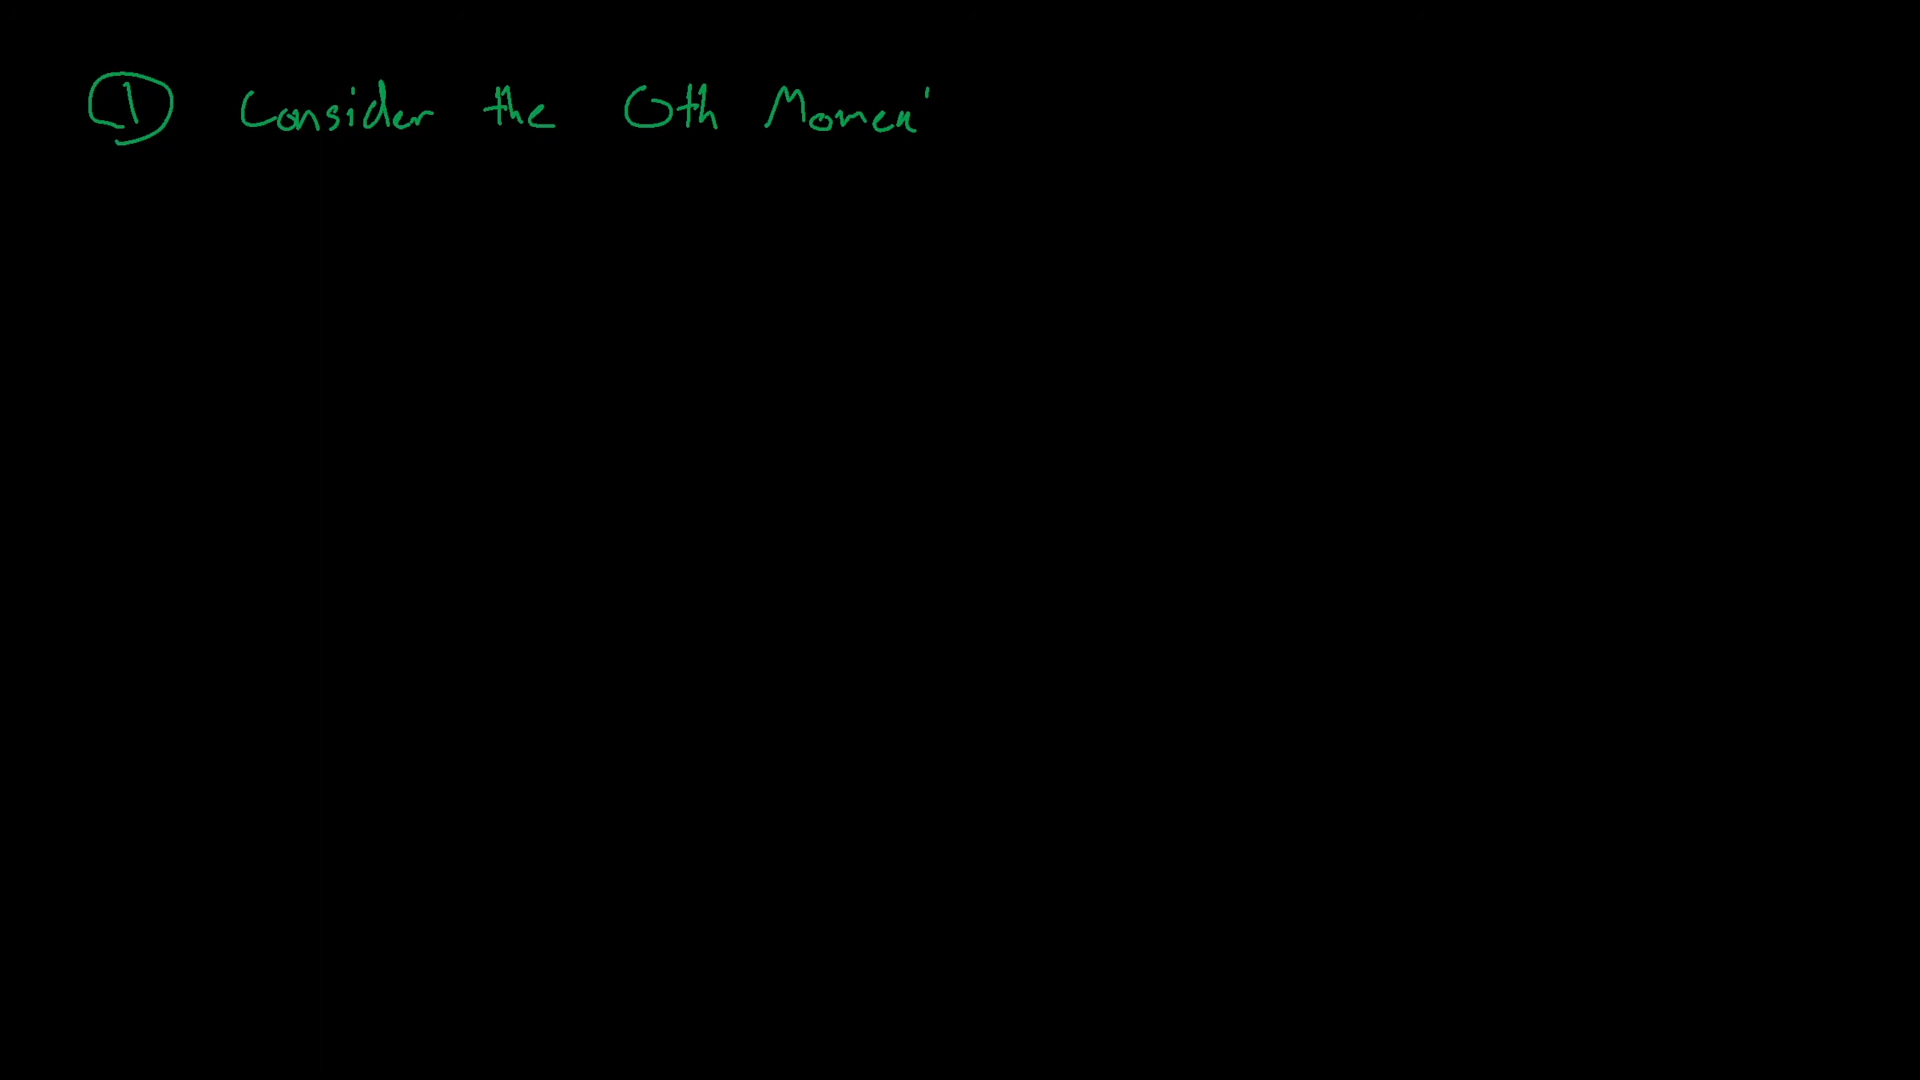 ① Consider the 0th Momen'